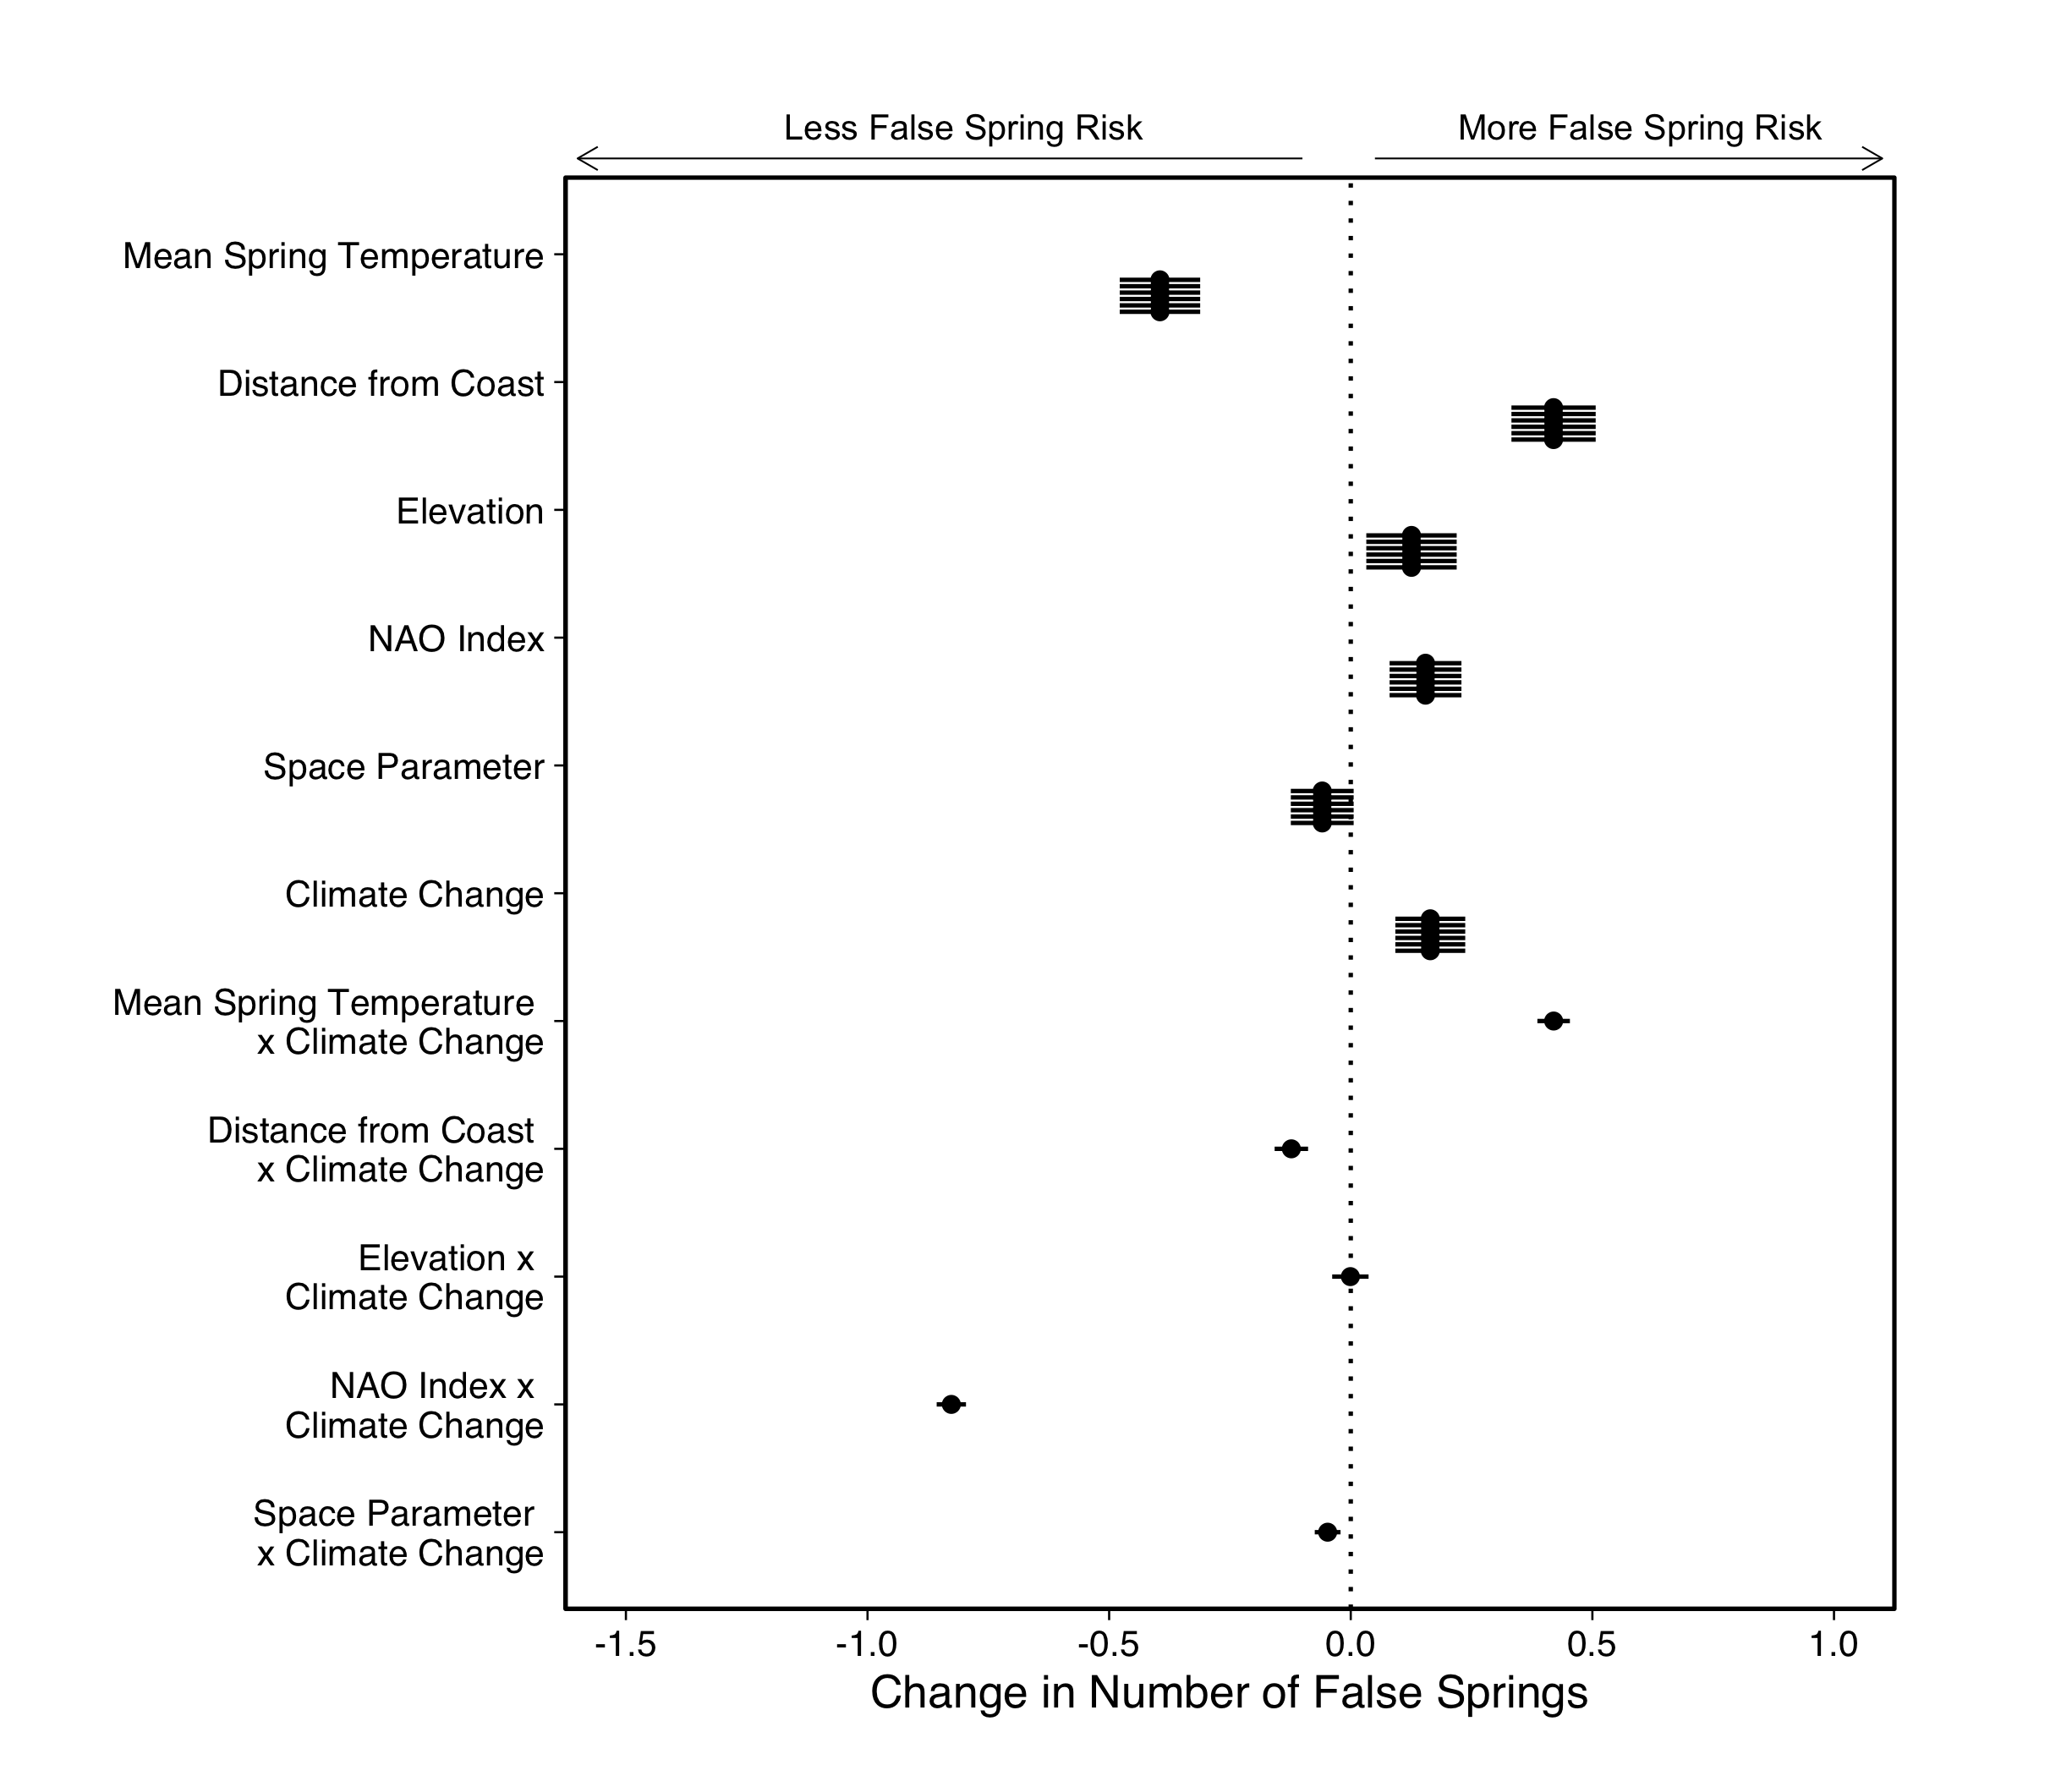 Less False Spring Risk
More False Spring Risk
Mean Spring Temperature
Distance from Coast
Elevation
NAO Index
Space Parameter
Climate Change
Mean Spring Temperature
x Climate Change
Distance from Coast
x Climate Change
Elevation x
Climate Change
NAO Index x
Climate Change
Space Parameter
x Climate Change
-1.5
-1.0
-0.5
0.0
0.5
1.0
Change in Number of False Springs